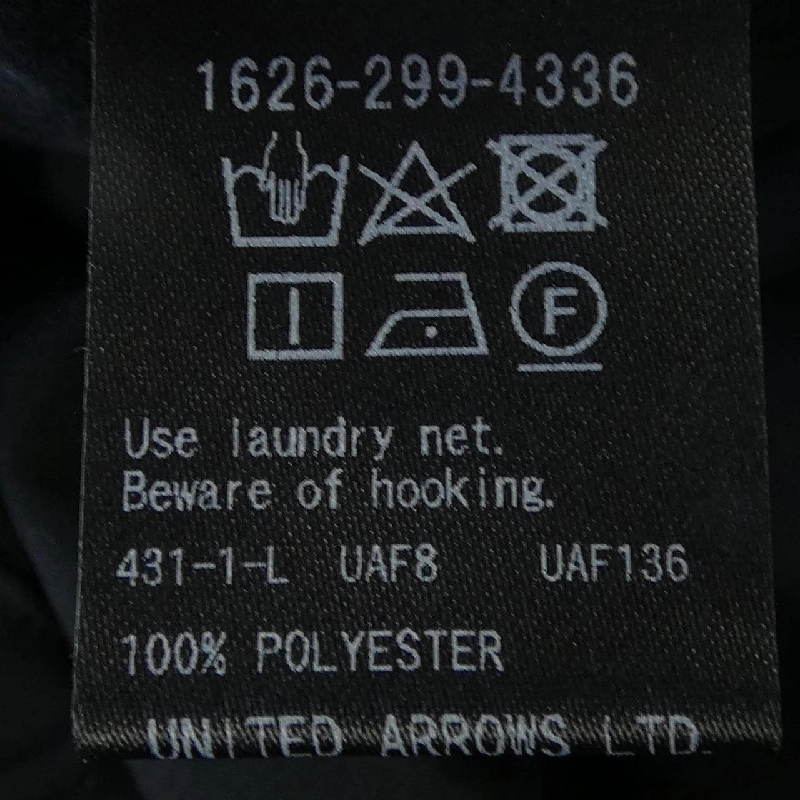 1626-299-4336
F
Use laundry net.
Beware of hooking.
431-1-L UAF8 UAF136
100% POLYESTER
UNITED ARROWS LTD.